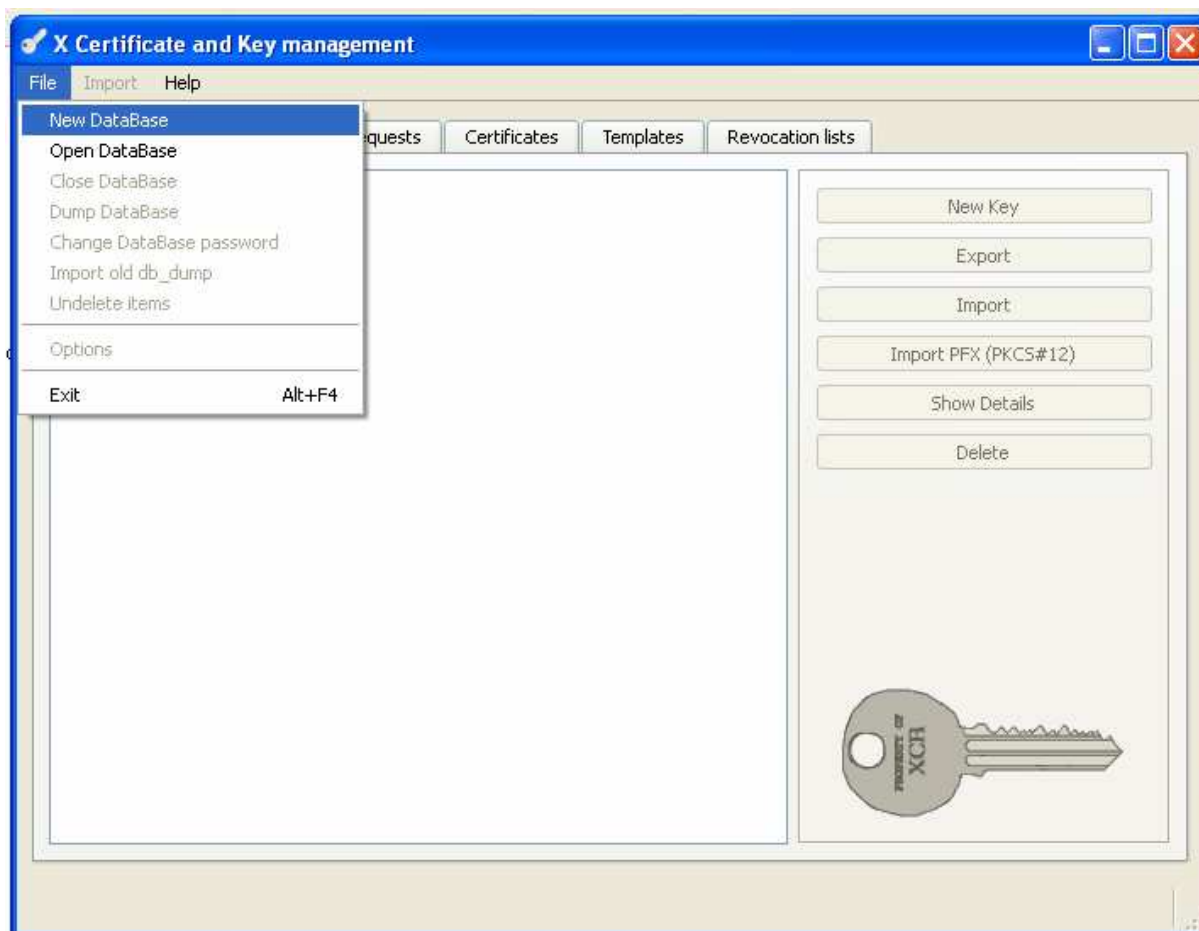 X Certificate and Key management
File Import Help
New DataBase
Open DataBase
Close DataBase
Dump DataBase
Change DataBase password
Import old db_dump
Undelete items
Options
Exit Alt+F4
Certificates Templates Revocation lists
New Key
Export
Import
Import PFX (PKCS#12)
Show Details
Delete
PROPERTY OF
XCA